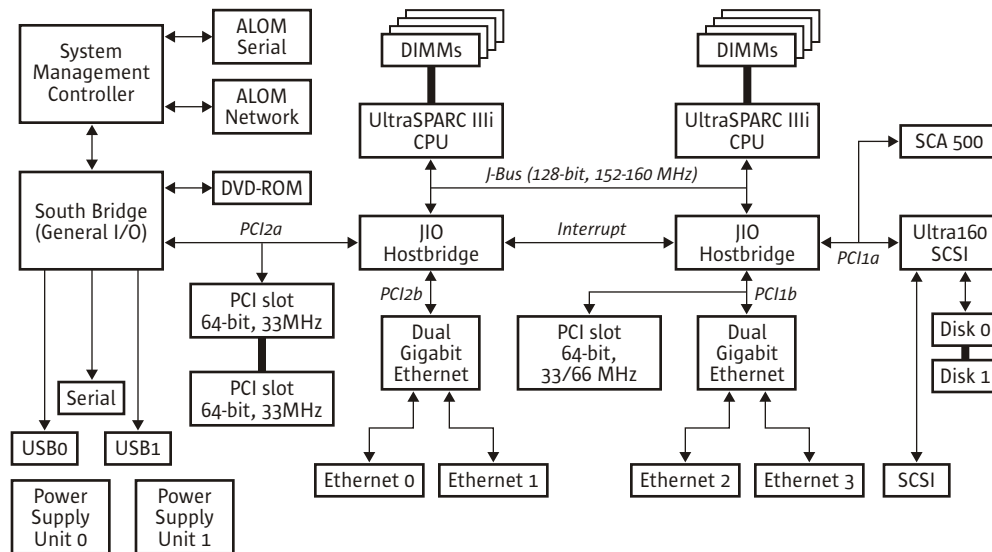 System
Management
Controller
ALOM
Serial
ALOM
Network
DIMMs
DIMMs
UltraSPARC IIIi
CPU
UltraSPARC IIIi
CPU
SCA 500
J-Bus (128-bit, 152-160 MHz)
South Bridge
(General I/O)
DVD-ROM
PCI2a
JIO
Hostbridge
Interrupt
JIO
Hostbridge
PCI1a
Ultra160
SCSI
PCI2b
PCI1b
PCI slot
64-bit, 33MHz
PCI slot
64-bit, 33MHz
Dual
Gigabit
Ethernet
PCI slot
64-bit,
33/66 MHz
Dual
Gigabit
Ethernet
Disk 0
Disk 1
Serial
USB0
USB1
Ethernet 0
Ethernet 1
Ethernet 2
Ethernet 3
SCSI
Power
Supply
Unit 0
Power
Supply
Unit 1